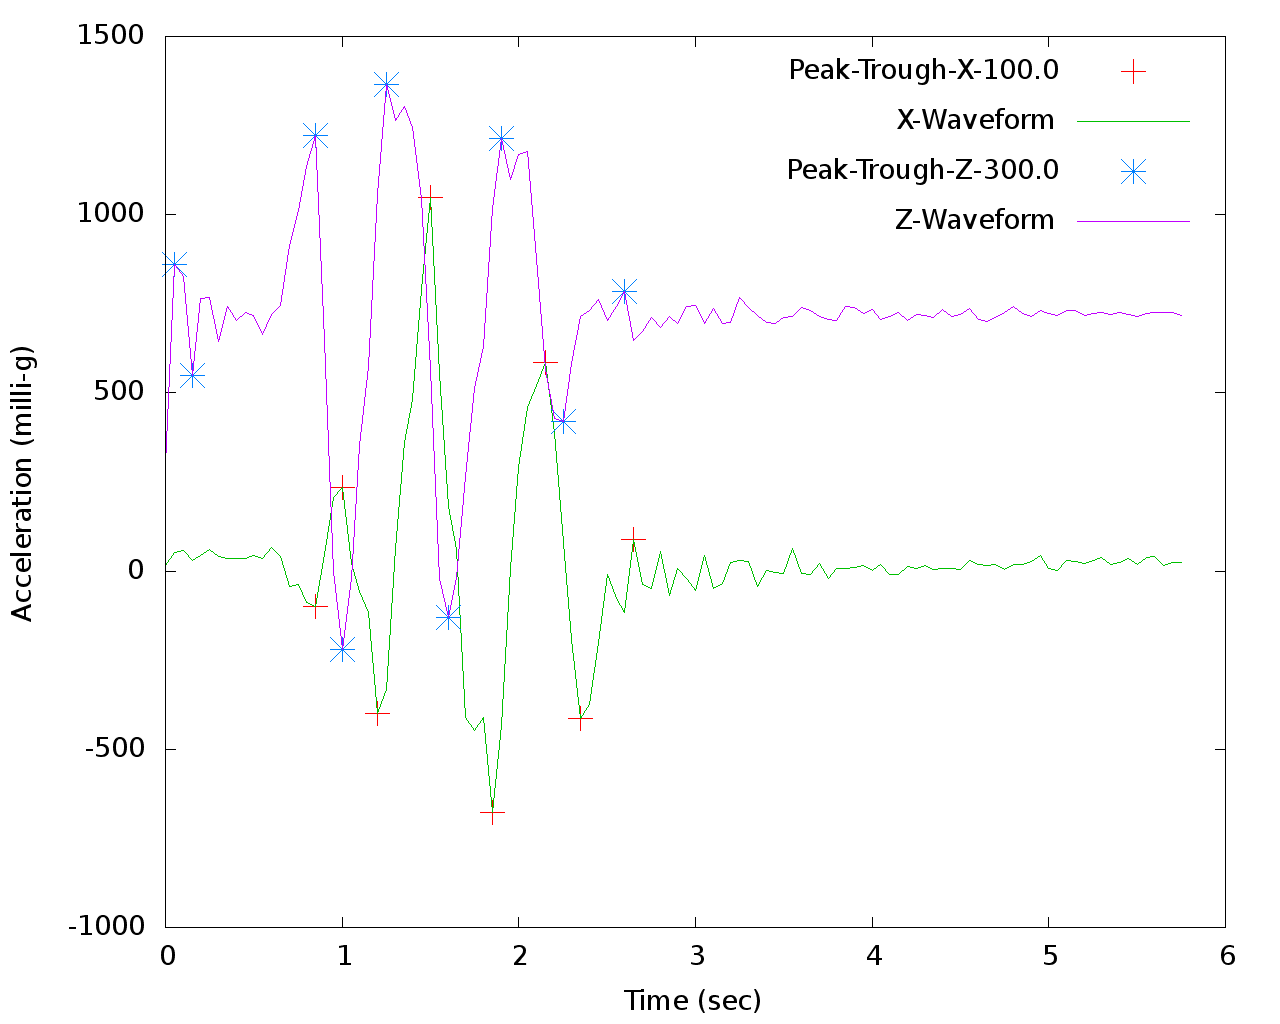 1500
1000
500
0
-500
-1000
Acceleration (milli-g)
Peak-Trough-X-100.0
X-Waveform
Peak-Trough-Z-300.0
Z-Waveform
0 1 2 3 4 5 6
Time (sec)